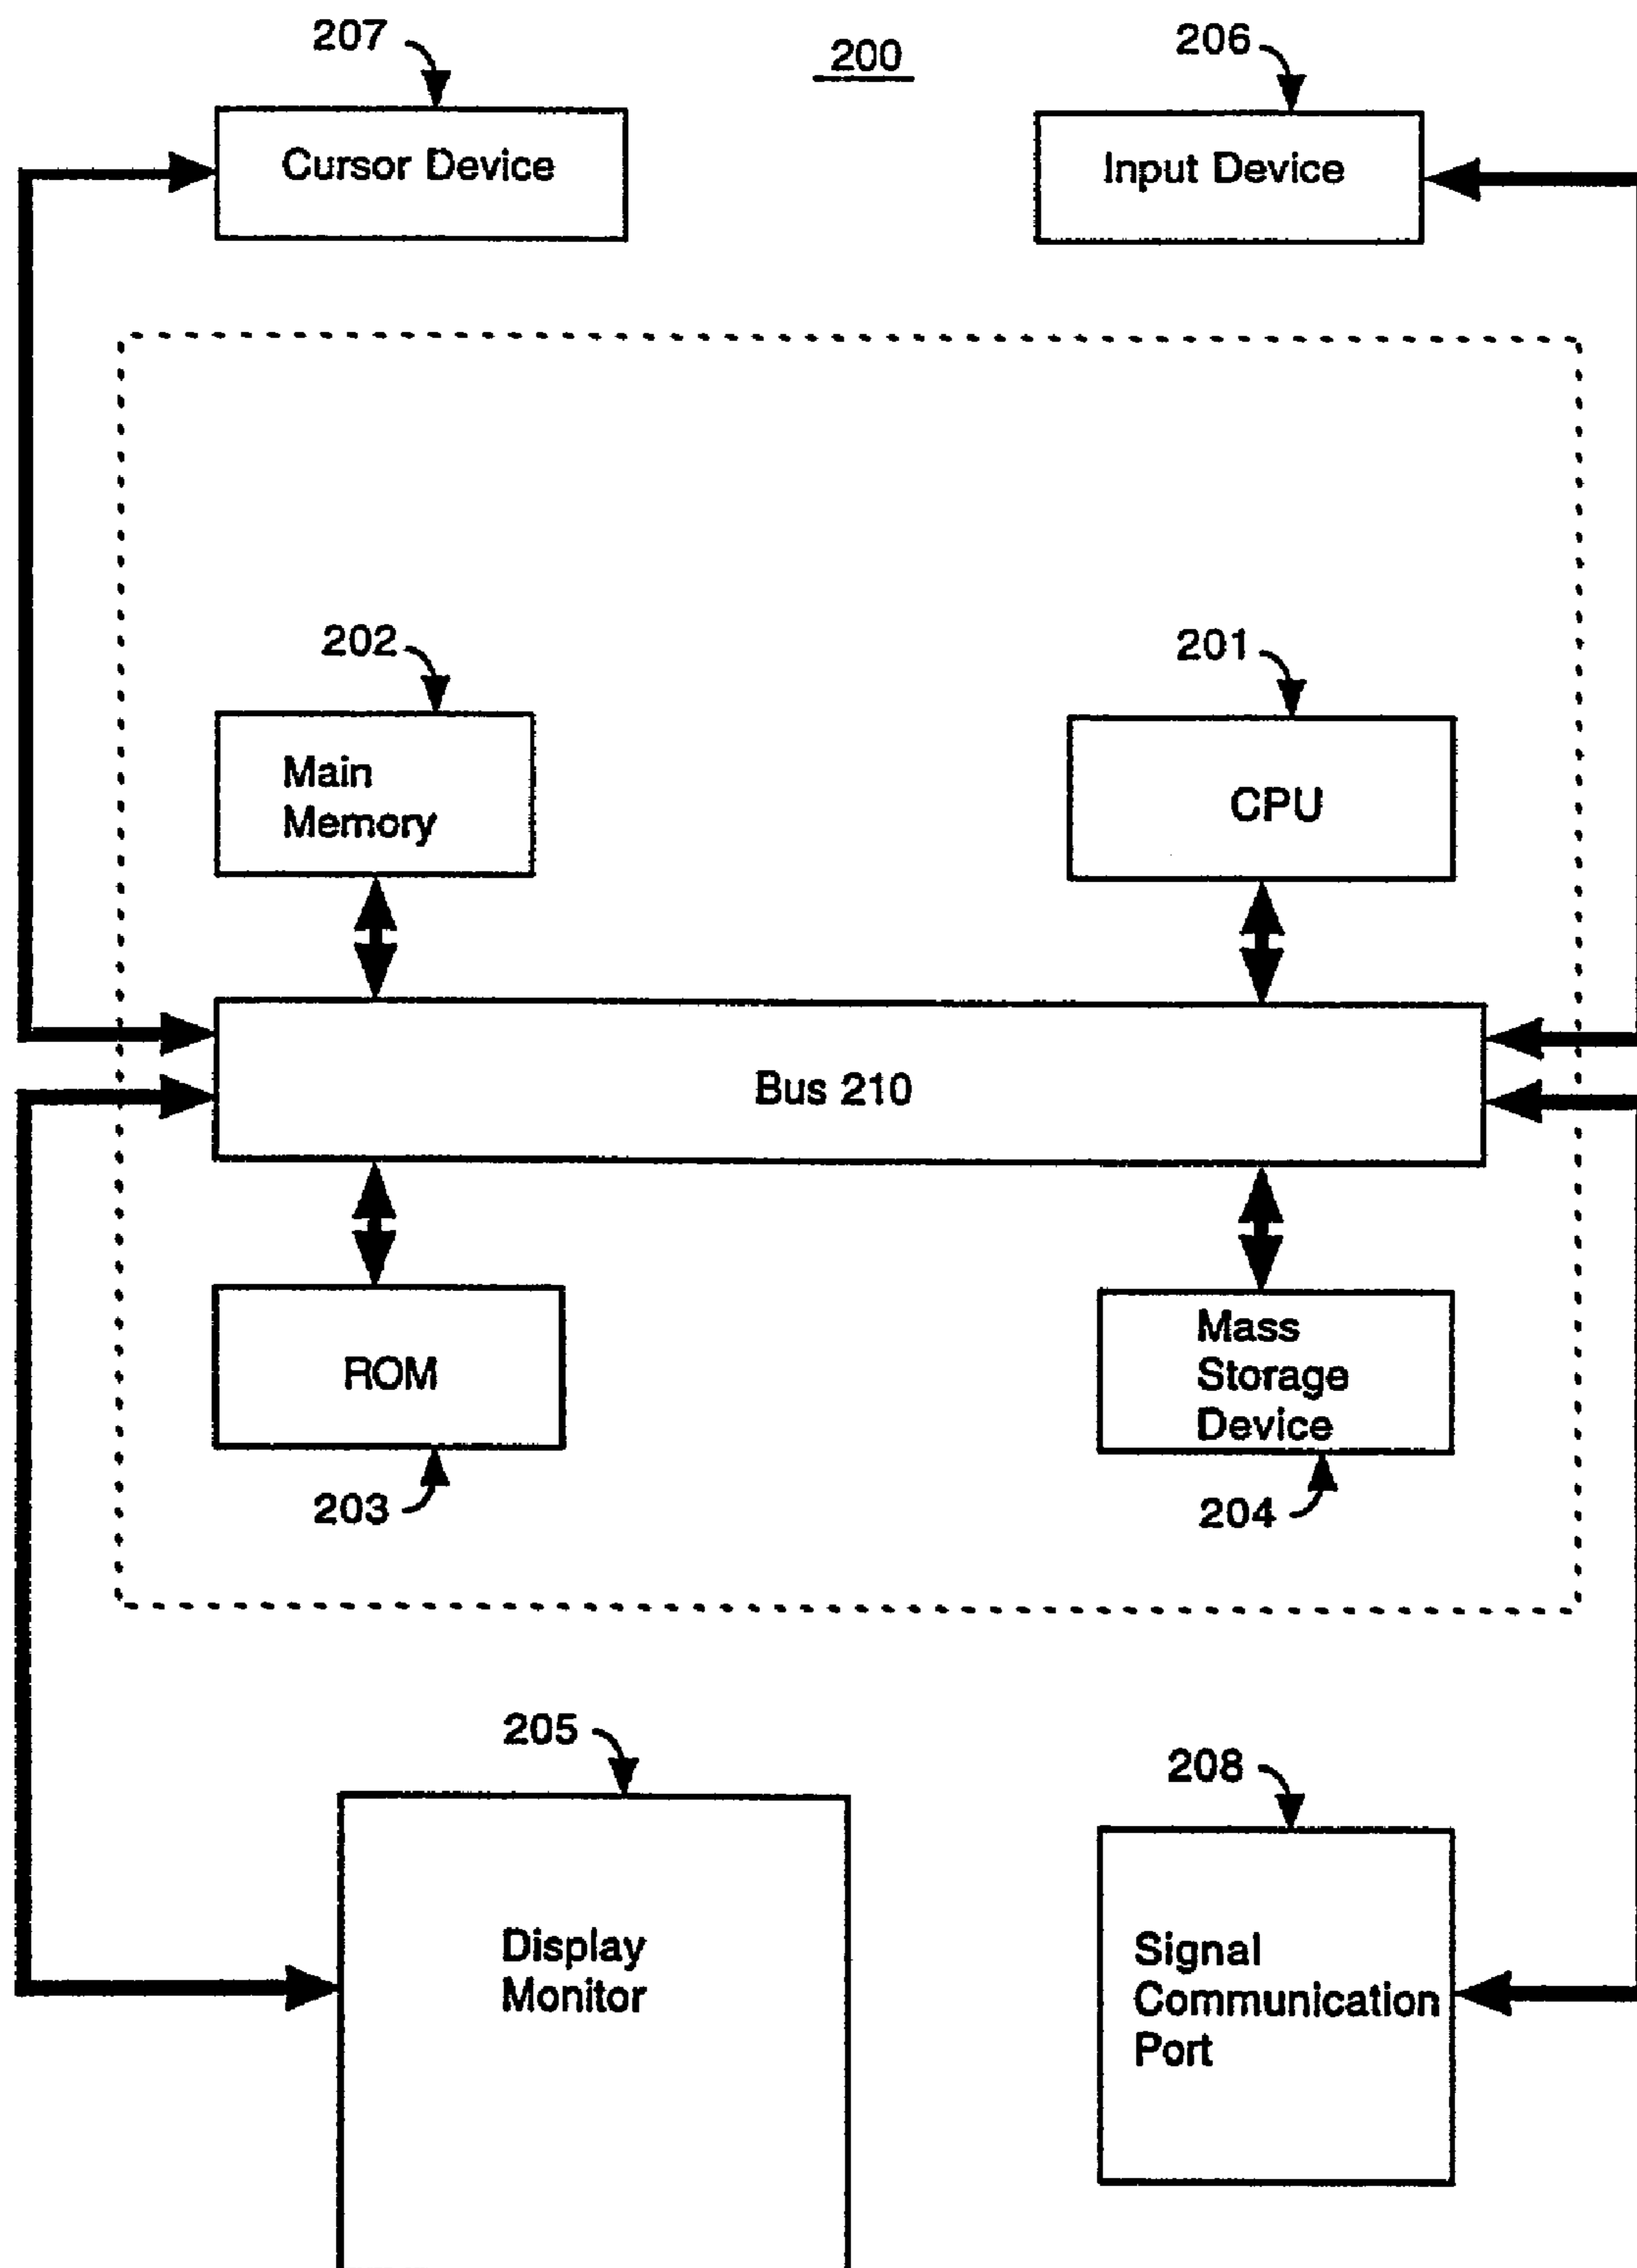 207
200
206
Cursor Device
Input Device
202
201
Main
Memory
CPU
Bus 210
ROM
Mass
Storage
Device
203
204
205
208
Display
Monitor
Signal
Communication
Port